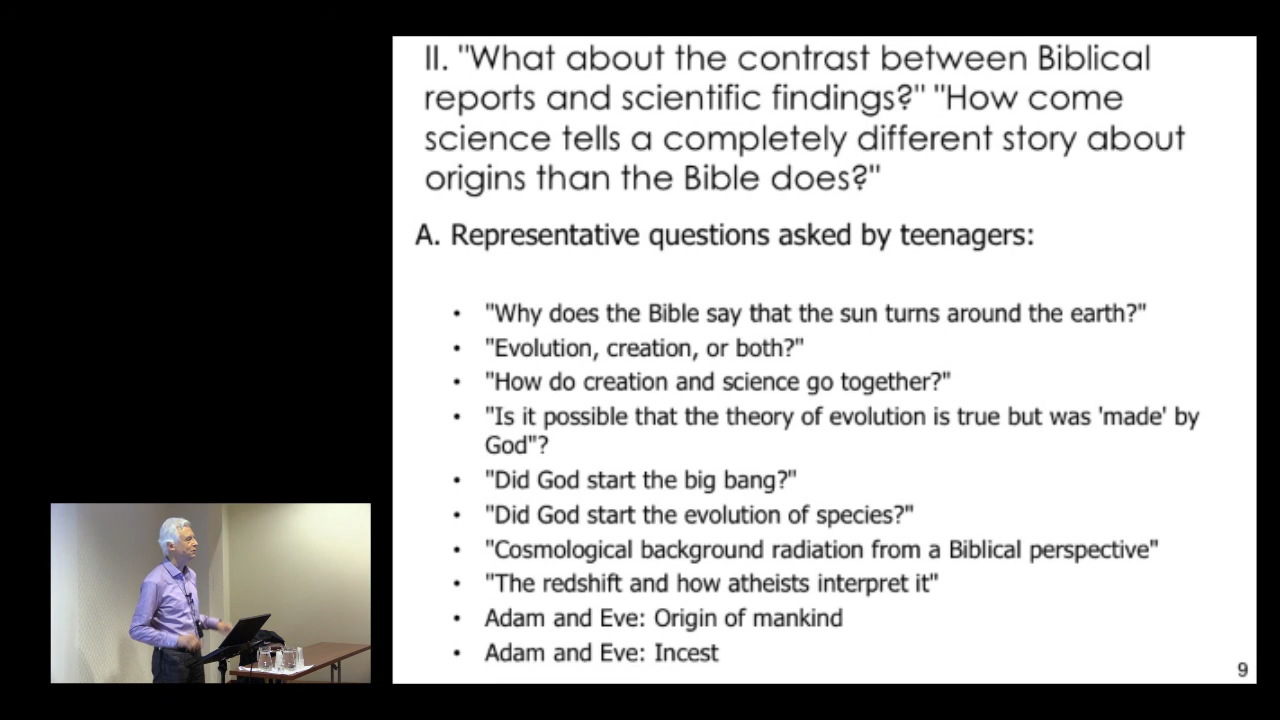 II. "What about the contrast between Biblical
reports and scientific findings?" "How come
science tells a completely different story about
origins than the Bible does?"
A. Representative questions asked by teenagers:
• "Why does the Bible say that the sun turns around the earth?"
• "Evolution, creation, or both?"
• "How do creation and science go together?"
• "Is it possible that the theory of evolution is true but was 'made' by
God"?
• "Did God start the big bang?"
• "Did God start the evolution of species?"
• "Cosmological background radiation from a Biblical perspective"
• "The redshift and how atheists interpret it"
• Adam and Eve: Origin of mankind
• Adam and Eve: Incest
9